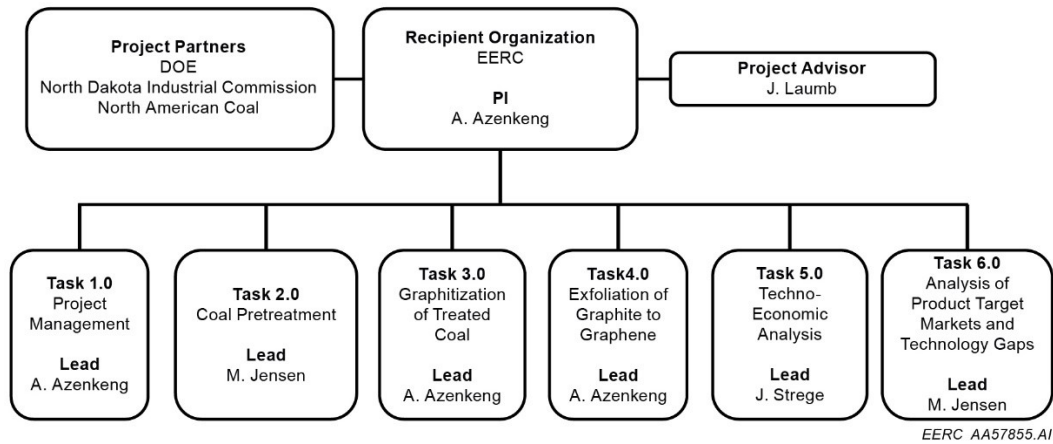 Project Partners
DOE
North Dakota Industrial Commission
North American Coal
Recipient Organization
EERC
PI
A. Azenkeng
Project Advisor
J. Laumb
Task 1.0
Project
Management
Lead
A. Azenkeng
Task 2.0
Coal Pretreatment
Lead
M. Jensen
Task 3.0
Graphitization
of Treated
Coal
Lead
A. Azenkeng
Task4.0
Exfoliation of
Graphite to
Graphene
Lead
A. Azenkeng
Task 5.0
Techno-
Economic
Analysis
Lead
J. Strege
Task 6.0
Analysis of
Product Target
Markets and
Technology Gaps
Lead
M. Jensen
EERC AA57855.AI